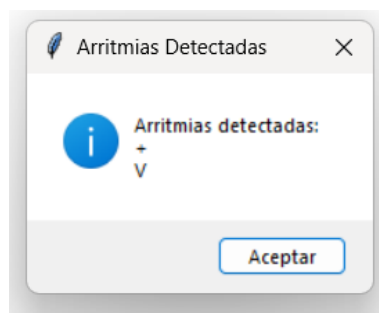 Arritmias Detectadas
Arritmias detectadas:
+
V
Aceptar